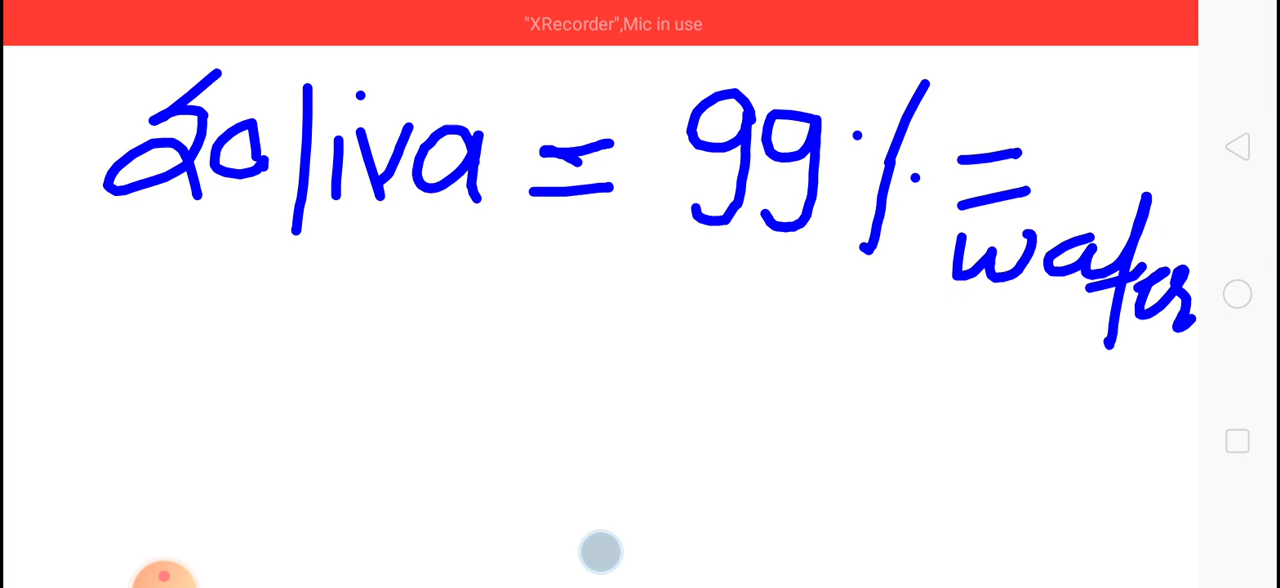 "XRecorder",Mic in use
Saliva = 99% =
water